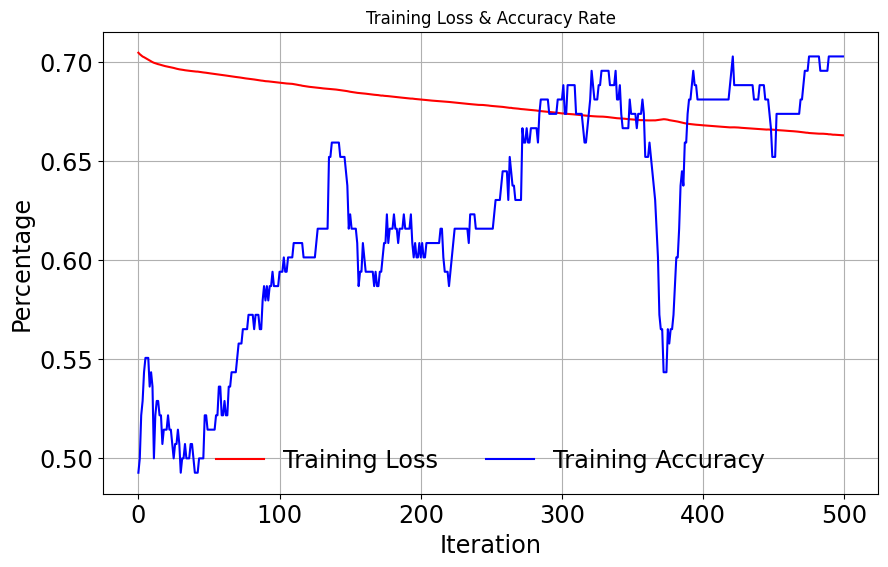 Training Loss & Accuracy Rate
0.70
0.65
0.60
0.55
0.50
Percentage
Training Loss
Training Accuracy
0 100 200 300 400 500
Iteration